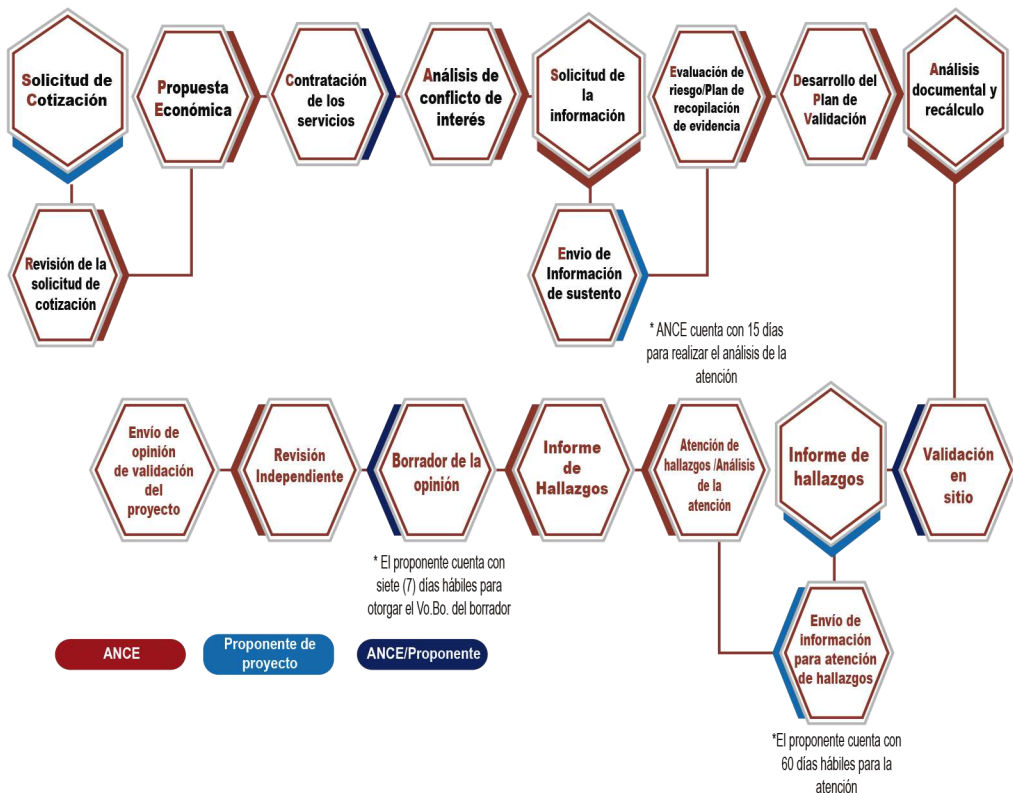 Solicitud de
Cotización
Propuesta
Económica
Contratación
de los
servicios
Análisis de
conflicto de
interés
Solicitud de
la
información
Evaluación de
riesgo/Plan de
recopilación
de evidencia
Desarrollo del
Plan de
Validación
Análisis
documental y
recálculo
Revisión de la
solicitud de
cotización
Envio de
Información
de sustento
* ANCE cuenta con 15 días
para realizar el análisis de la
atención
Envío de
opinión
de validación
del
proyecto
Revisión
Independiente
Borrador de la
opinión
Informe
de
Hallazgos
Atención de
hallazgos /Análisis
de la
atención
Informe de
hallazgos
Validación
en
sitio
* El proponente cuenta con
siete (7) días hábiles para
otorgar el Vo.Bo. del borrador
Envío de
información
para atención
de hallazgos
ANCE
Proponente de
proyecto
ANCE/Proponente
*El proponente cuenta con
60 días hábiles para la
atención